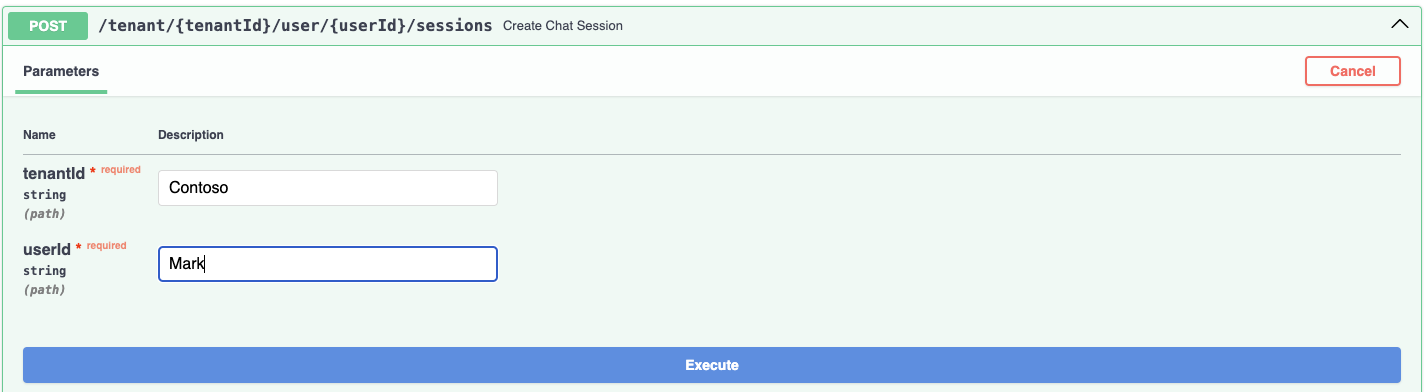 POST /tenant/{tenantId}/user/{userId}/sessions Create Chat Session
Parameters Cancel
Name Description
tenantId * required
string
(path)
Contoso
userId * required
string
(path)
Mark
Execute